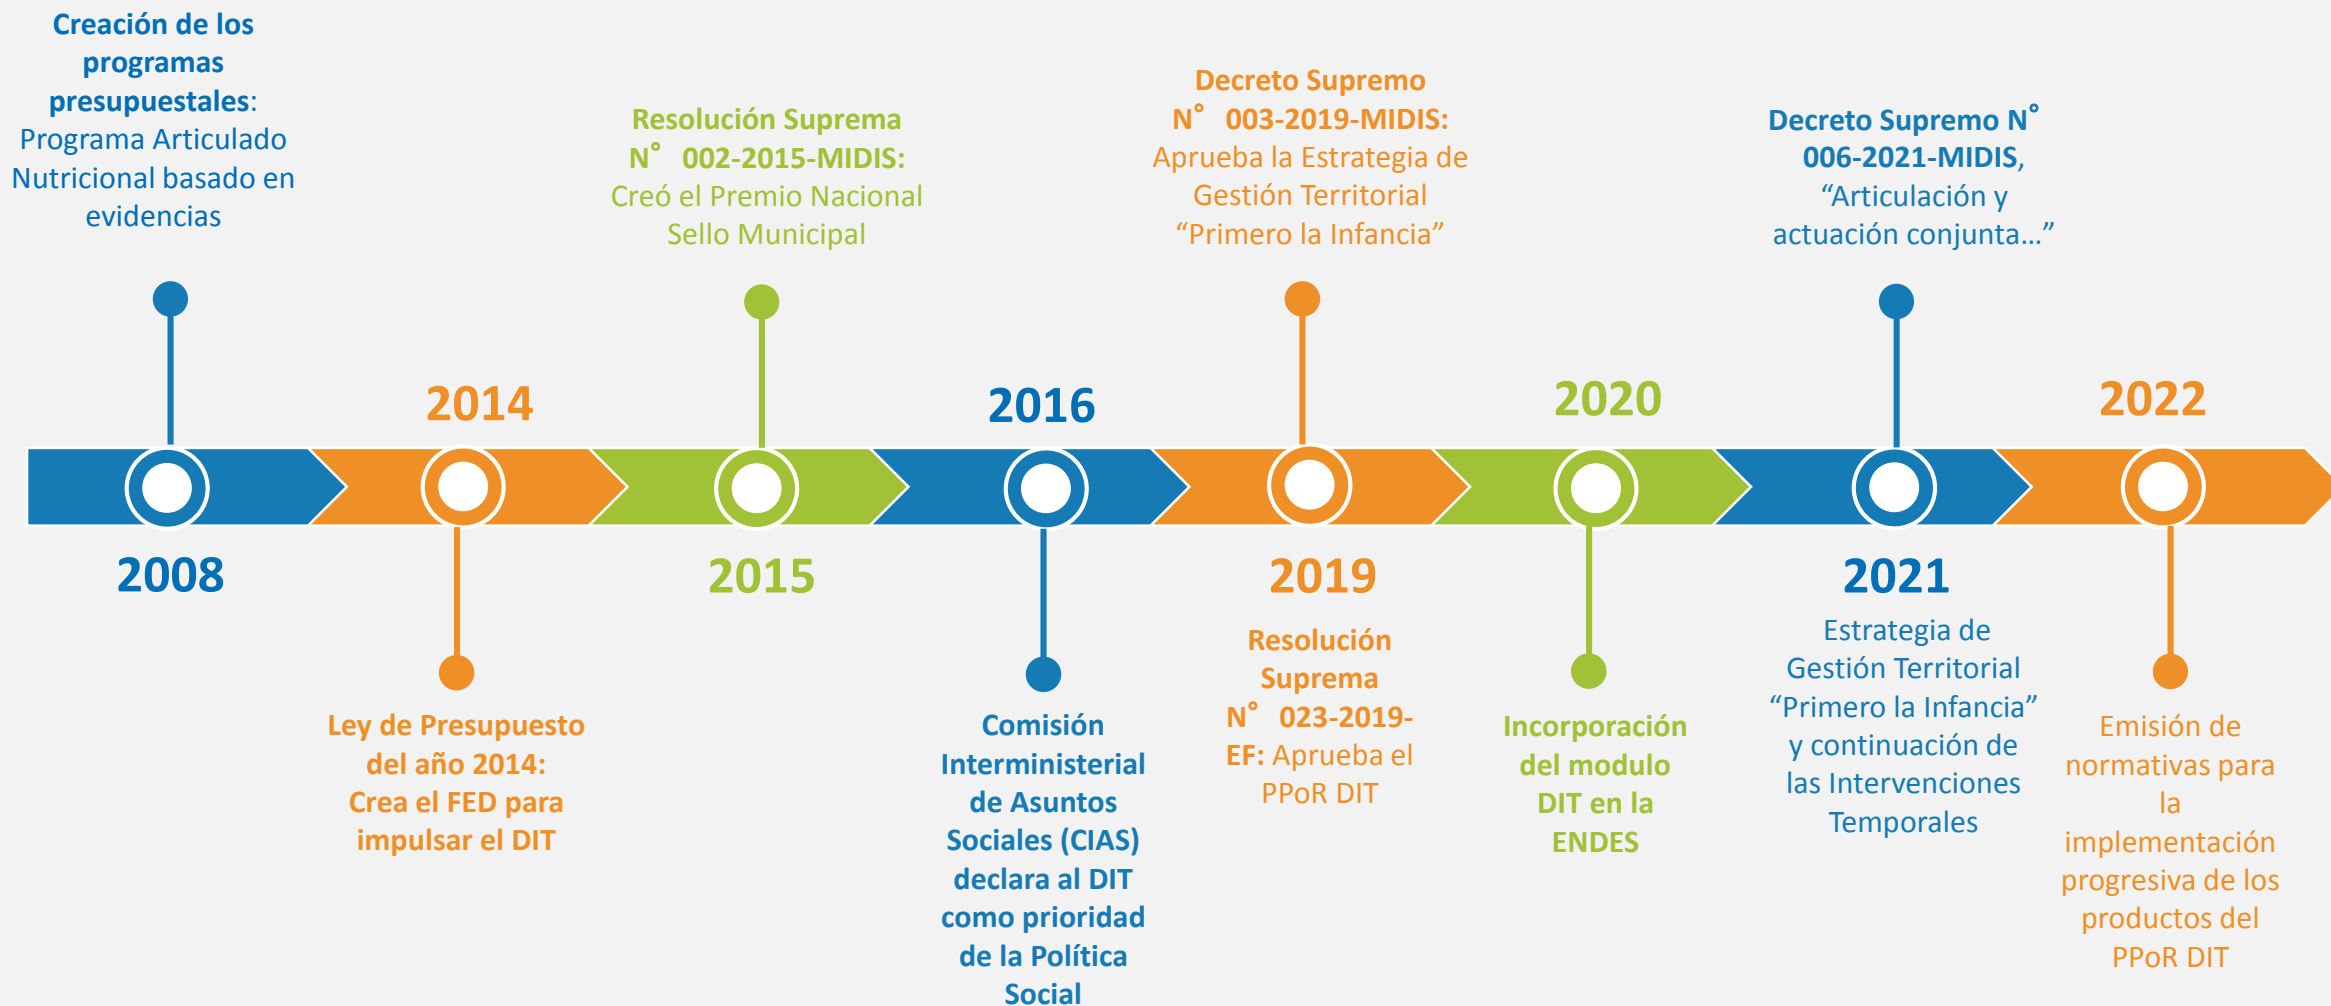 Creación de los
programas
presupuestales:
Programa Articulado
Nutricional basado en
evidencias
2008
2014
Ley de Presupuesto
del año 2014:
Crea el FED para
impulsar el DIT
Resolución Suprema
N° 002-2015-MIDIS:
Creó el Premio Nacional
Sello Municipal
2015
2016
Comisión
Interministerial
de Asuntos
Sociales (CIAS)
declara al DIT
como prioridad
de la Política
Social
Decreto Supremo
N° 003-2019-MIDIS:
Aprueba la Estrategia de
Gestión Territorial
“Primero la Infancia”
2019
Resolución
Suprema
N° 023-2019-
EF: Aprueba el
PPoR DIT
2020
Incorporación
del modulo
DIT en la
ENDES
Decreto Supremo N°
006-2021-MIDIS,
“Articulación y
actuación conjunta...”
2021
Estrategia de
Gestión Territorial
“Primero la Infancia”
y continuación de
las Intervenciones
Temporales
2022
Emisión de
normativas para
la
implementación
progresiva de los
productos del
PPoR DIT